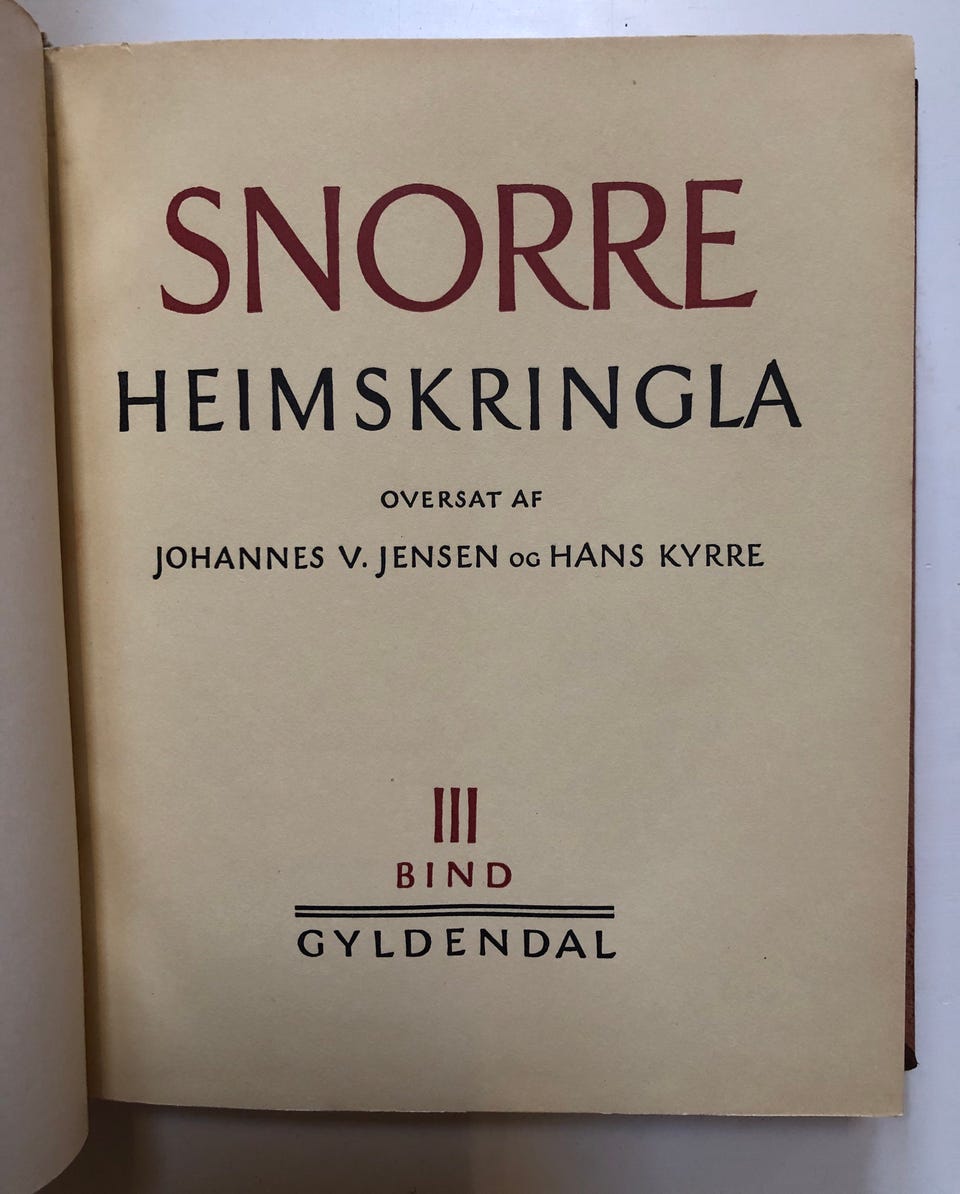 SNORRE
HEIMSKRINGLA
OVERSAT AF
JOHANNES V. JENSEN OG HANS KYRRE
III
BIND
GYLDENDAL